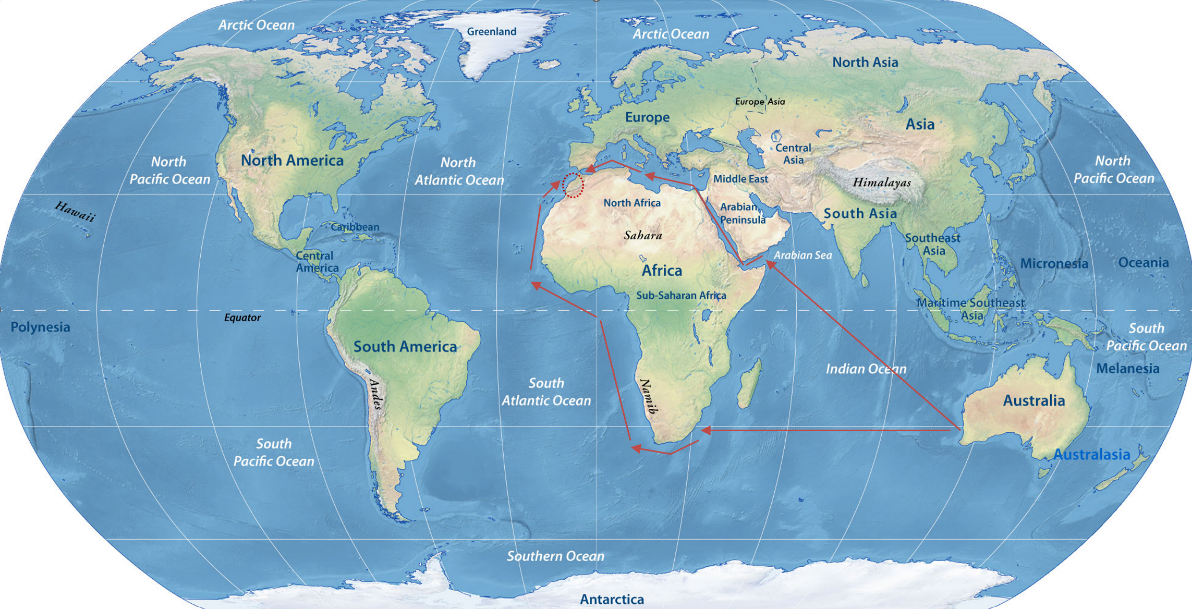 Arctic Ocean
Greenland
Arctic Ocean
North Asia
Europe Asia
Europe
Asia
Central
Asia
North
Pacific Ocean
North America
North
Atlantic Ocean
North
Pacific Ocean
Middle East
Himalayas
Hawaii
North Africa
Arabian
Peninsula
South Asia
Caribbean
Sahara
Southeast
Asia
Central
America
Arabian Sea
Micronesia
Oceania
Africa
Sub-Saharan Africa
Maritime Southeast
Asia
Equator
Polynesia
South
Pacific Ocean
South America
Indian Ocean
Melanesia
South
Atlantic Ocean
Andes
Namib
Australia
South
Pacific Ocean
Australasia
Southern Ocean
Antarctica